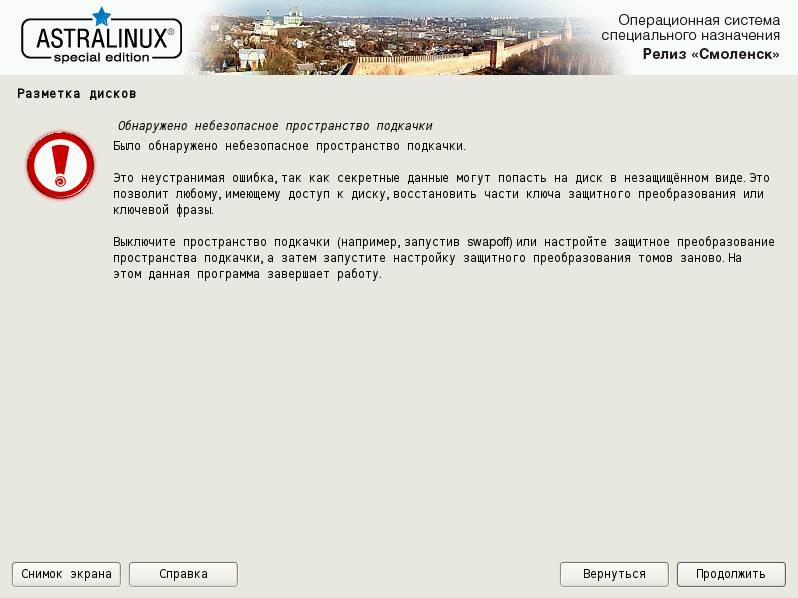 ASTRALINUX®
special edition
Операционная система
специального назначения
Релиз «Смоленск»
Разметка дисков
Обнаружено небезопасное пространство подкачки
Было обнаружено небезопасное пространство подкачки.
Это неустранимая ошибка, так как секретные данные могут попасть на диск в незащищённом виде. Это
позволит любому, имеющему доступ к диску, восстановить части ключа защитного преобразования или
ключевой фразы.
Выключите пространство подкачки (например, запустив swapoff) или настройте защитное преобразование
пространства подкачки, а затем запустите настройку защитного преобразования томов заново. На
этом данная программа завершает работу.
Снимок экрана
Справка
Вернуться
Продолжить